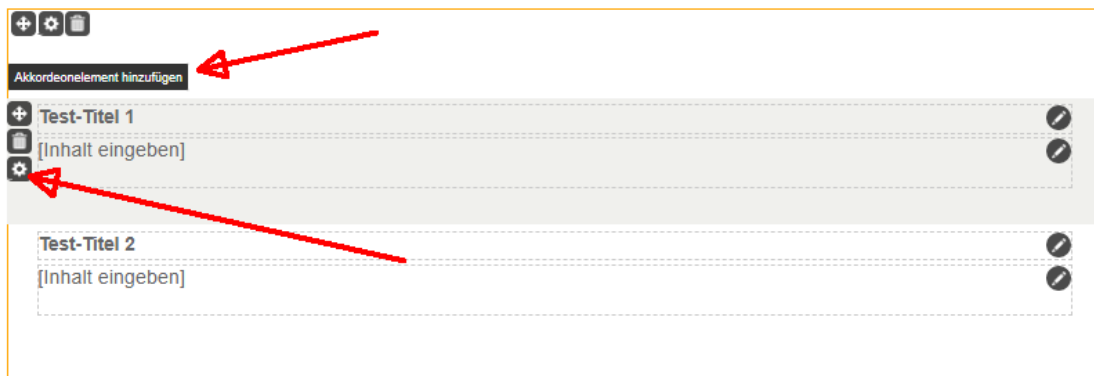 Akkordeonelement hinzufügen
Test-Titel 1
[Inhalt eingeben]
Test-Titel 2
[Inhalt eingeben]